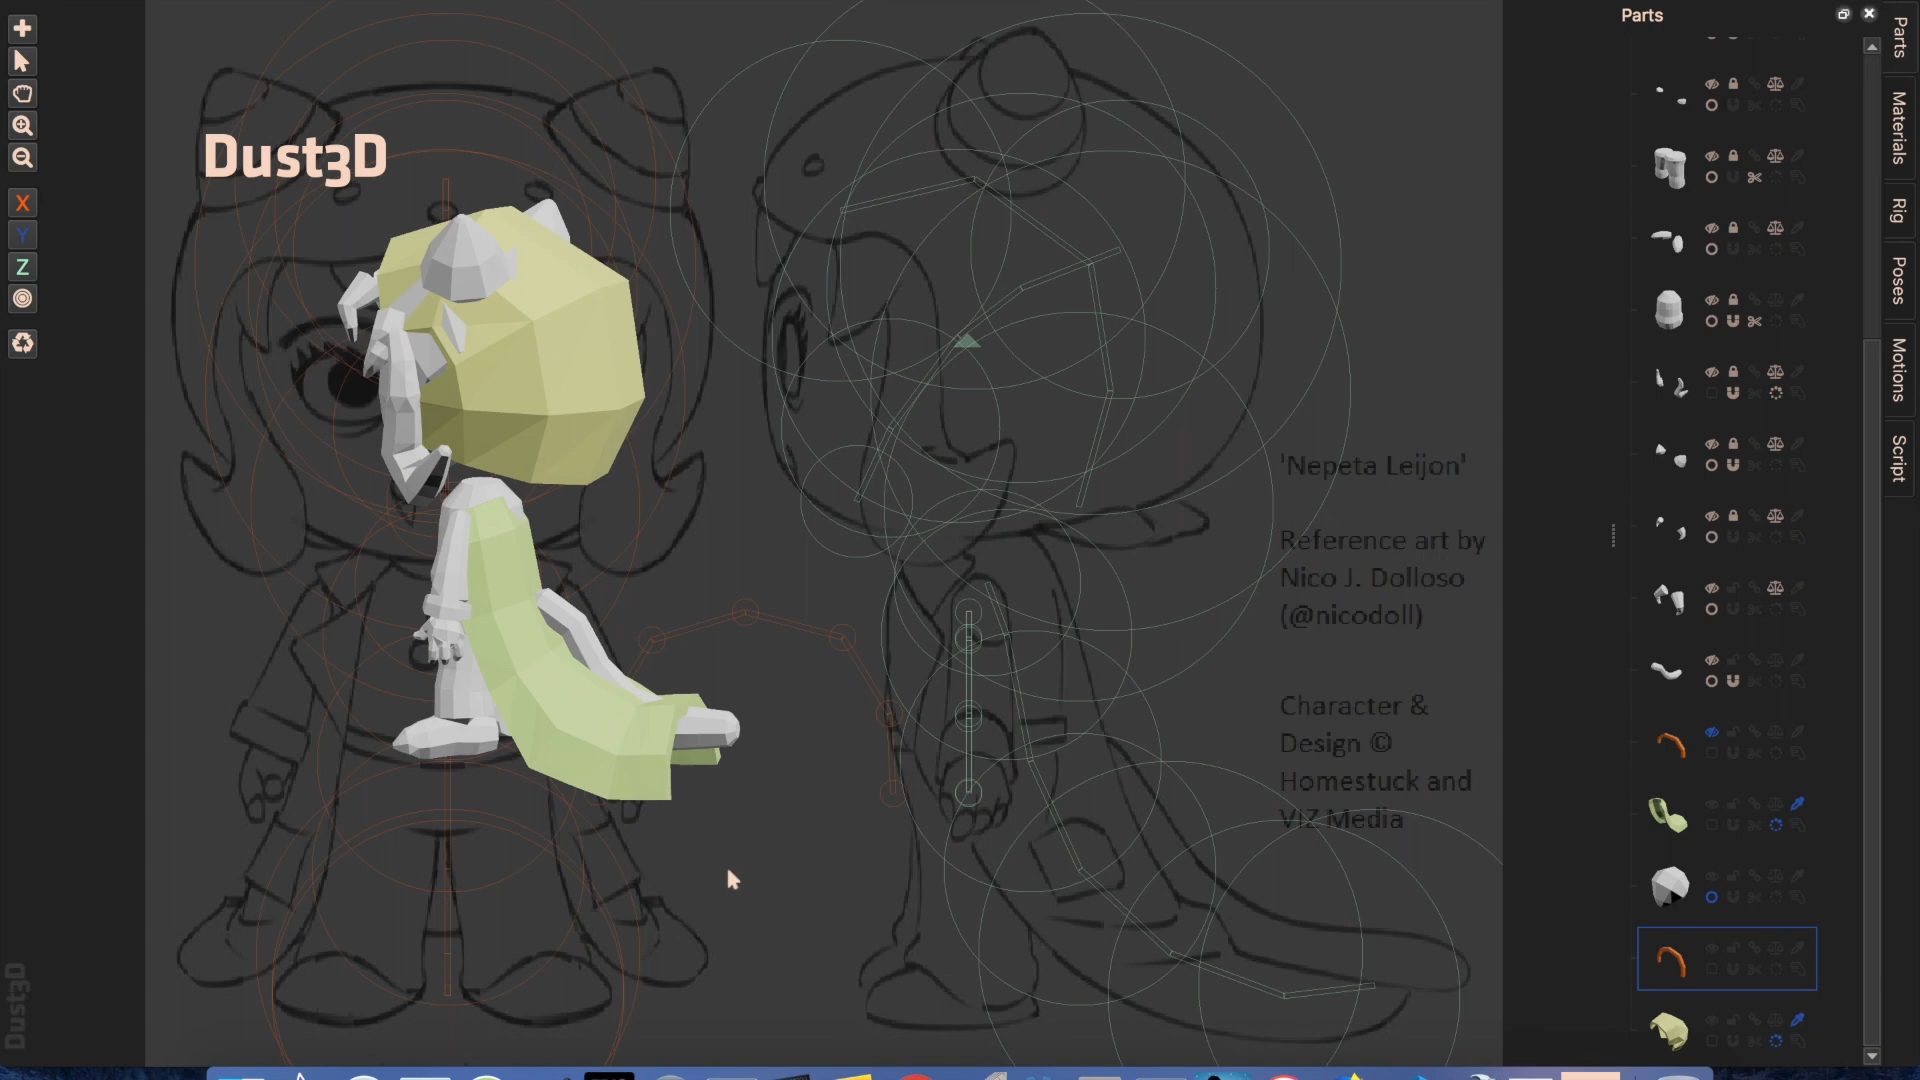 Parts
Dust3D
X
Y
Z
'Nepeta Leijon'
Reference art by
Nico J. Dolloso
(@nicodoll)
Character &
Design ©
Homestuck and
VIZ Media
Dust3D
Parts
Materials
Rig
Poses
Motions
Script